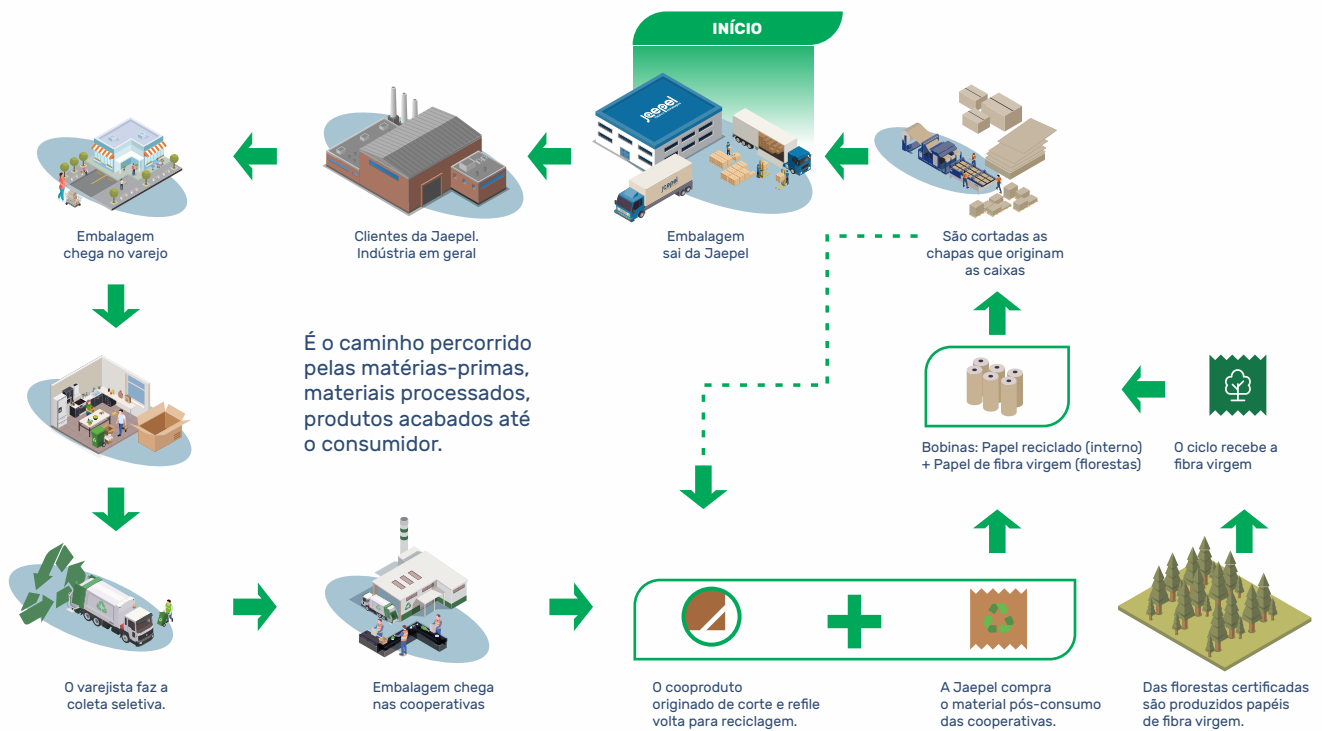 INÍCIO
jaepel
jaepel
Embalagem
chega no varejo
Clientes da Jaepel.
Indústria em geral
Embalagem
sai da Jaepel
São cortadas as
chapas que originam
as caixas
É o caminho percorrido
pelas matérias-primas,
materiais processados,
produtos acabados até
o consumidor.
Bobinas: Papel reciclado (interno)
+ Papel de fibra virgem (florestas)
O ciclo recebe a
fibra virgem
O varejista faz a
coleta seletiva.
Embalagem chega
nas cooperativas
O cooproduto
originado de corte e refile
volta para reciclagem.
A Jaepel compra
o material pós-consumo
das cooperativas.
Das florestas certificadas
são produzidos papéis
de fibra virgem.